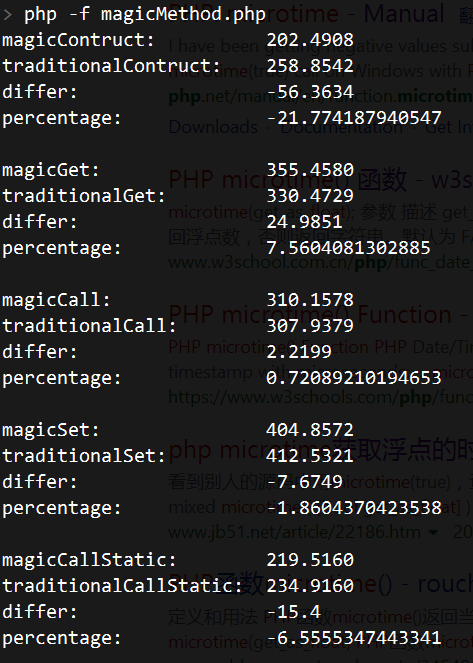 > php -f magicMethod.php
magicContruct: 202.4908
traditionalContruct: 258.8542
differ: -56.3634
percentage: -21.774187940547
magicGet: 355.4580
traditionalGet: 330.4729
differ: 24.9851
percentage: 7.5604081302885
magicCall: 310.1578
traditionalCall: 307.9379
differ: 2.2199
percentage: 0.72089210194653
magicSet: 404.8572
traditionalSet: 412.5321
differ: -7.6749
percentage: -1.8604370423538
magicCallStatic: 219.5160
traditionalCallStatic: 234.9160
differ: -15.4
percentage: -6.5555347443341